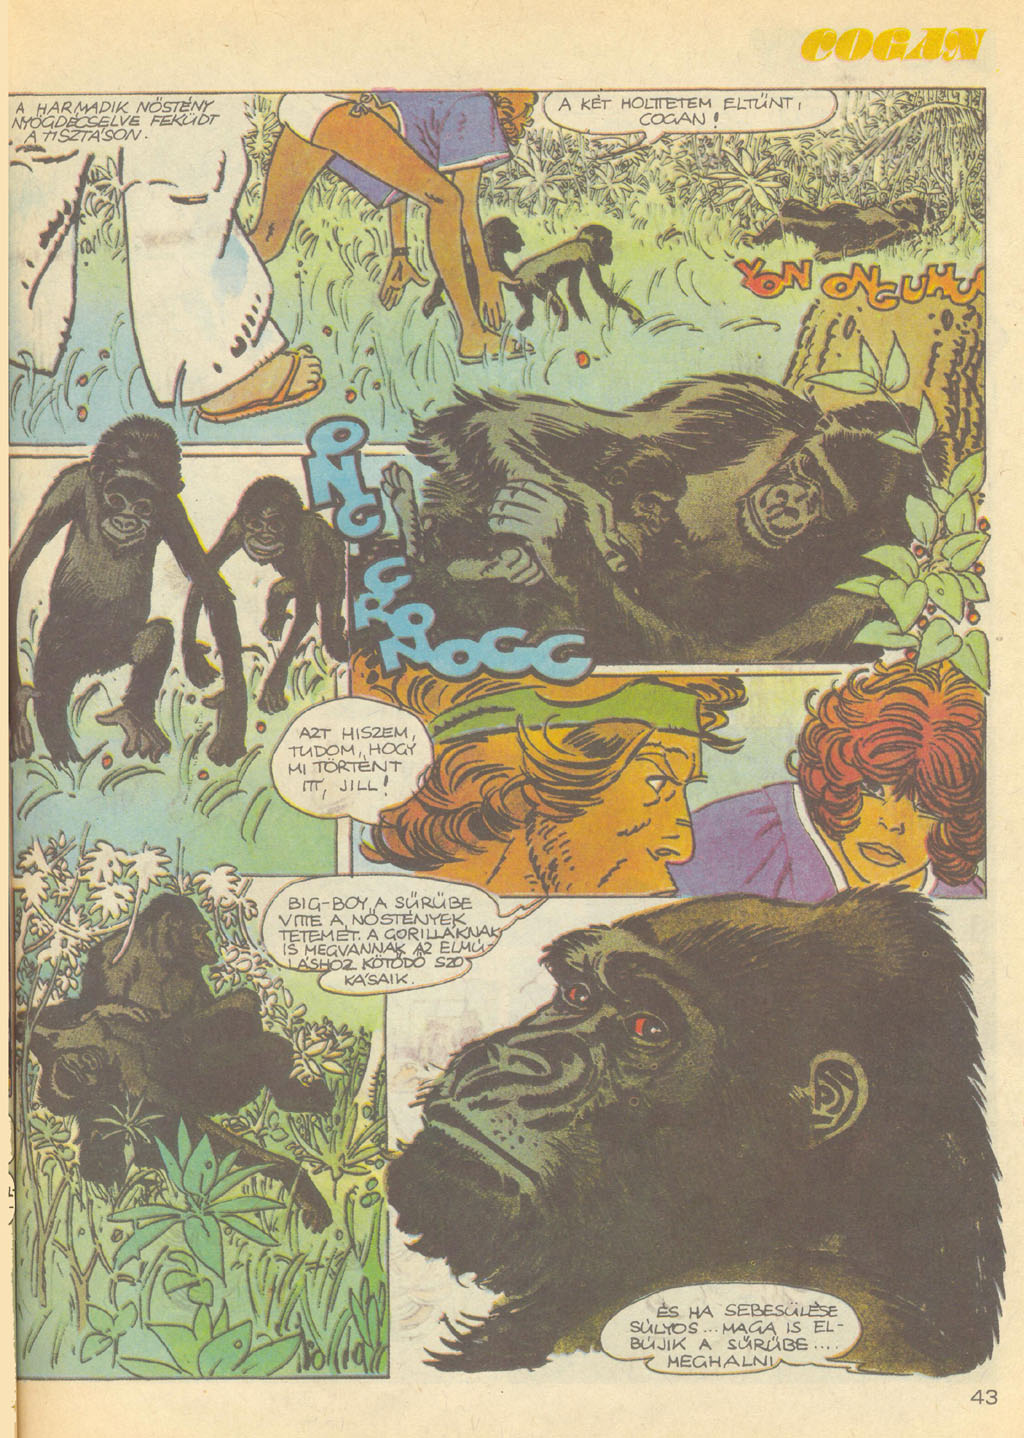 COGAN
A HARMADIK NŐSTÉNY
NYÖGDÉCSELVE FEKÜDT
A TISZTÁSON.
A KÉT HOLTTETEM ELTŰNT,
COGAN!
YON ONGUHU
ONG
GRONOGG
AZT HISZEM,
TUDOM, HOGY
MI TÖRTÉNT
ITT, JILL!
BIG-BOY A SŰRŰBE
VITTE A NŐSTÉNYEK
TETEMÉT. A GORILLÁKNAK
IS MEGVANNAK AZ ELMÚ-
LÁSHOZ KÖTŐDŐ SZO
KÁSAIK.
ÉS HA SEBESÜLÉSE
SÚLYOS... MAGA IS EL-
BÚJIK A SŰRŰBE....
MEGHALNI
43